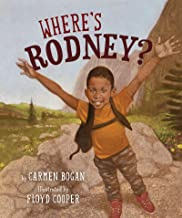 WHERE'S
RODNEY?
by CARMEN BOGAN
illustrated by
FLOYD COOPER